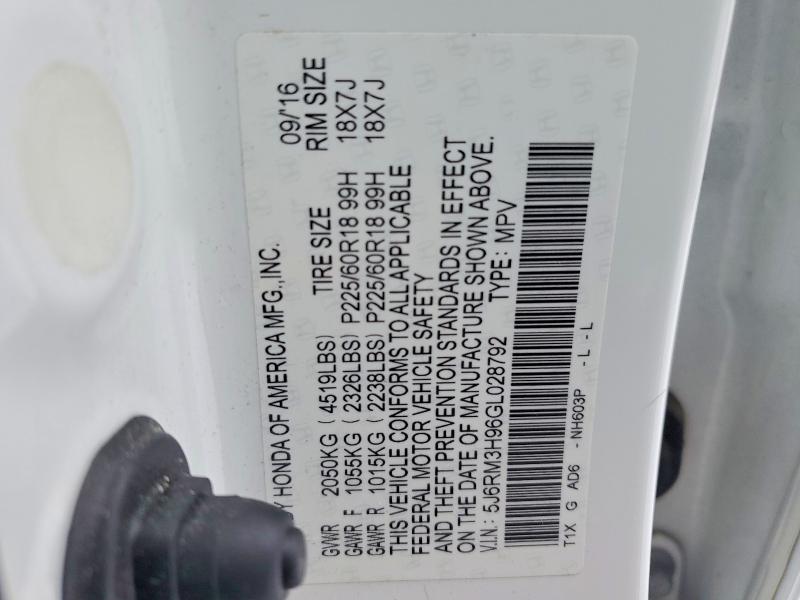 Y HONDA OF AMERICA MFG.,INC. 09/'16
GVWR 2050KG ( 4519LBS) TIRE SIZE RIM SIZE
GAWR F 1055KG ( 2326LBS) P225/60R18 99H 18X7J
GAWR R 1015KG ( 2238LBS) P225/60R18 99H 18X7J
THIS VEHICLE CONFORMS TO ALL APPLICABLE
FEDERAL MOTOR VEHICLE SAFETY
AND THEFT PREVENTION STANDARDS IN EFFECT
ON THE DATE OF MANUFACTURE SHOWN ABOVE.
V.I.N.: 5J6RM3H96GL028792 TYPE: MPV
T1X G AD6 - NH603P - L - L